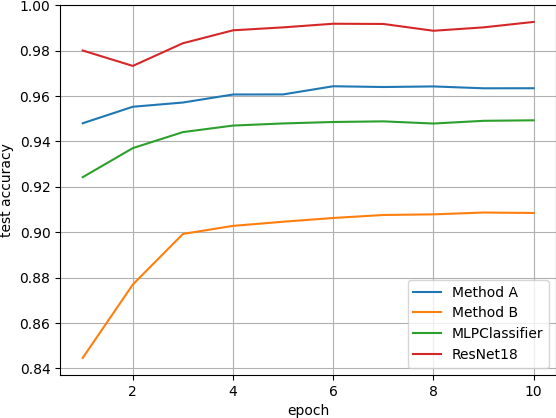 1.00
0.98
0.96
0.94
0.92
0.90
0.88
0.86
0.84
test accuracy
2
4
6
8
10
epoch
Method A
Method B
MLPClassifier
ResNet18